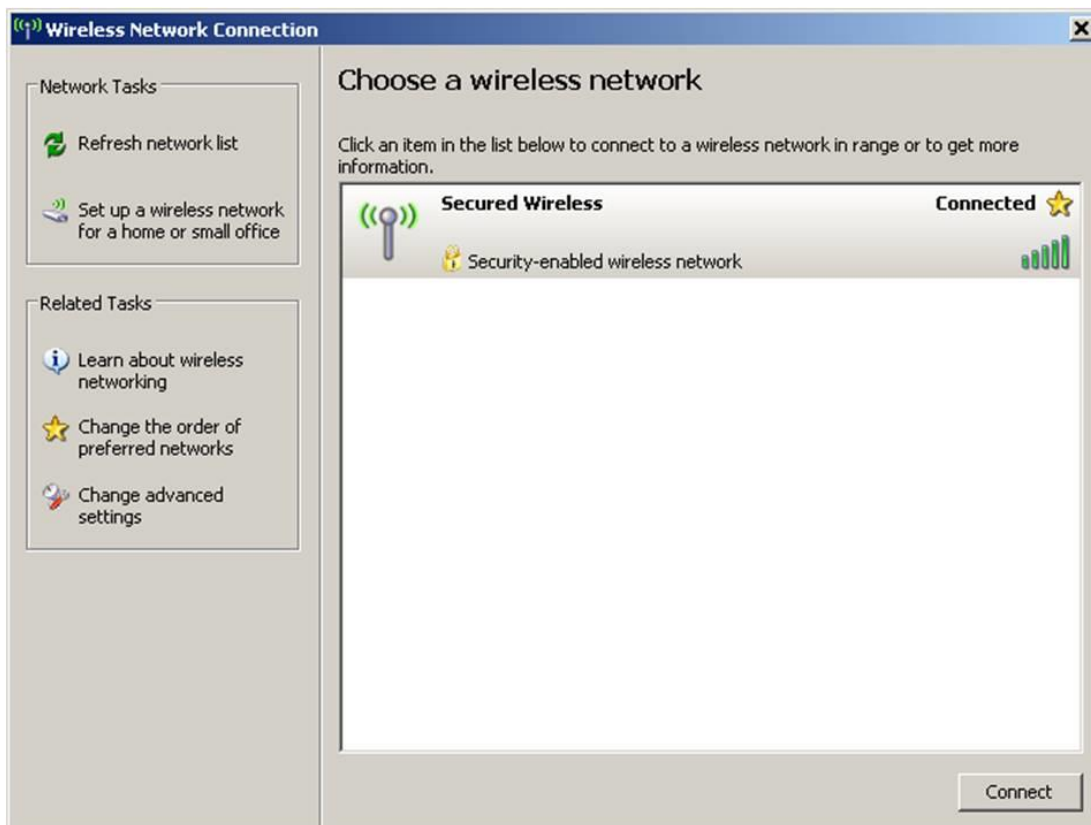 Wireless Network Connection
Network Tasks
Refresh network list
Set up a wireless network
for a home or small office
Related Tasks
Learn about wireless
networking
Change the order of
preferred networks
Change advanced
settings
Choose a wireless network
Click an item in the list below to connect to a wireless network in range or to get more
information.
Secured Wireless Connected
Security-enabled wireless network
Connect